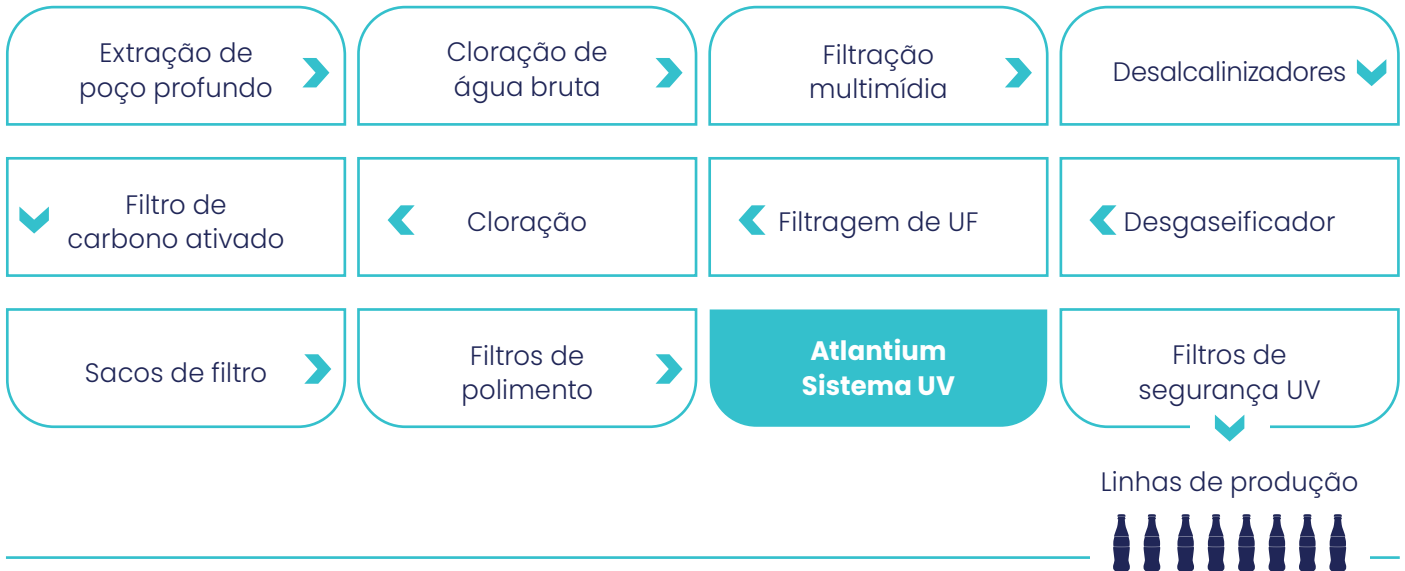 Extração de
poço profundo
Cloração de
água bruta
Filtração
multimídia
Desalcalinizadores
Filtro de
carbono ativado
Cloração
Filtragem de UF
Desgaseificador
Sacos de filtro
Filtros de
polimento
Atlantium
Sistema UV
Filtros de
segurança UV
Linhas de produção